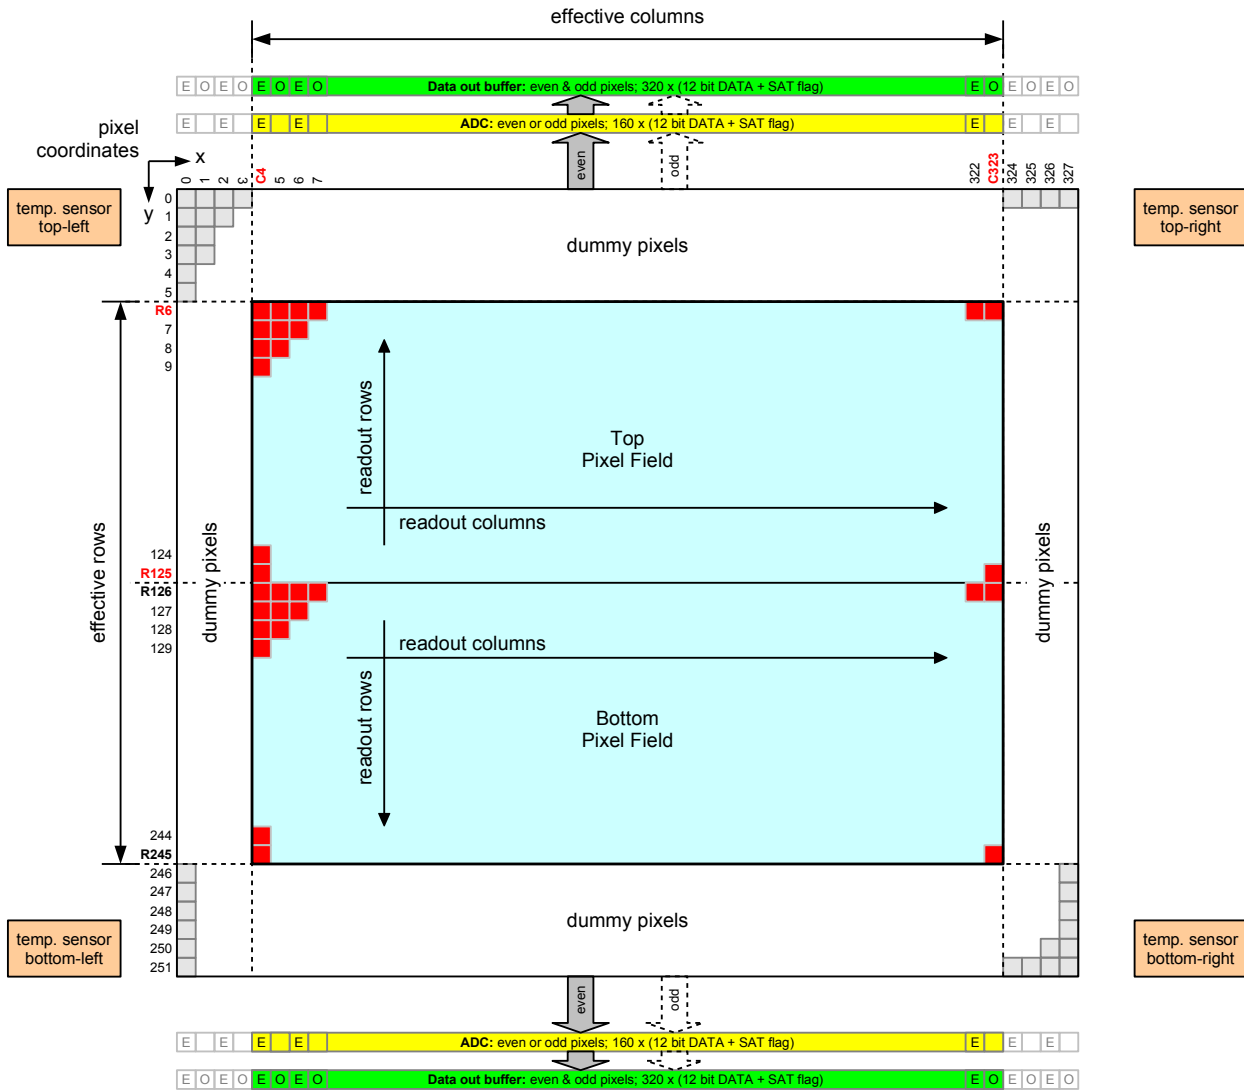 effective columns
E O E O E O E O Data out buffer: even & odd pixels; 320 x (12 bit DATA + SAT flag) E O E O E O
E E E E ADC: even or odd pixels; 160 x (12 bit DATA + SAT flag) E E E
pixel
coordinates
x
y
even
odd
0 1 2 3 C4 5 6 7 322 C323 324 325 326 327
temp. sensor
top-left
temp. sensor
top-right
0
1
2
3
4
5
dummy pixels
R6
7
8
9
readout rows
Top
Pixel Field
readout columns
effective rows
dummy pixels
dummy pixels
124
R125
R126
127
128
129
readout columns
readout rows
Bottom
Pixel Field
244
R245
246
247
248
249
250
251
dummy pixels
temp. sensor
bottom-left
temp. sensor
bottom-right
even
odd
E E E E ADC: even or odd pixels; 160 x (12 bit DATA + SAT flag) E E E
E O E O E O E O Data out buffer: even & odd pixels; 320 x (12 bit DATA + SAT flag) E O E O E O